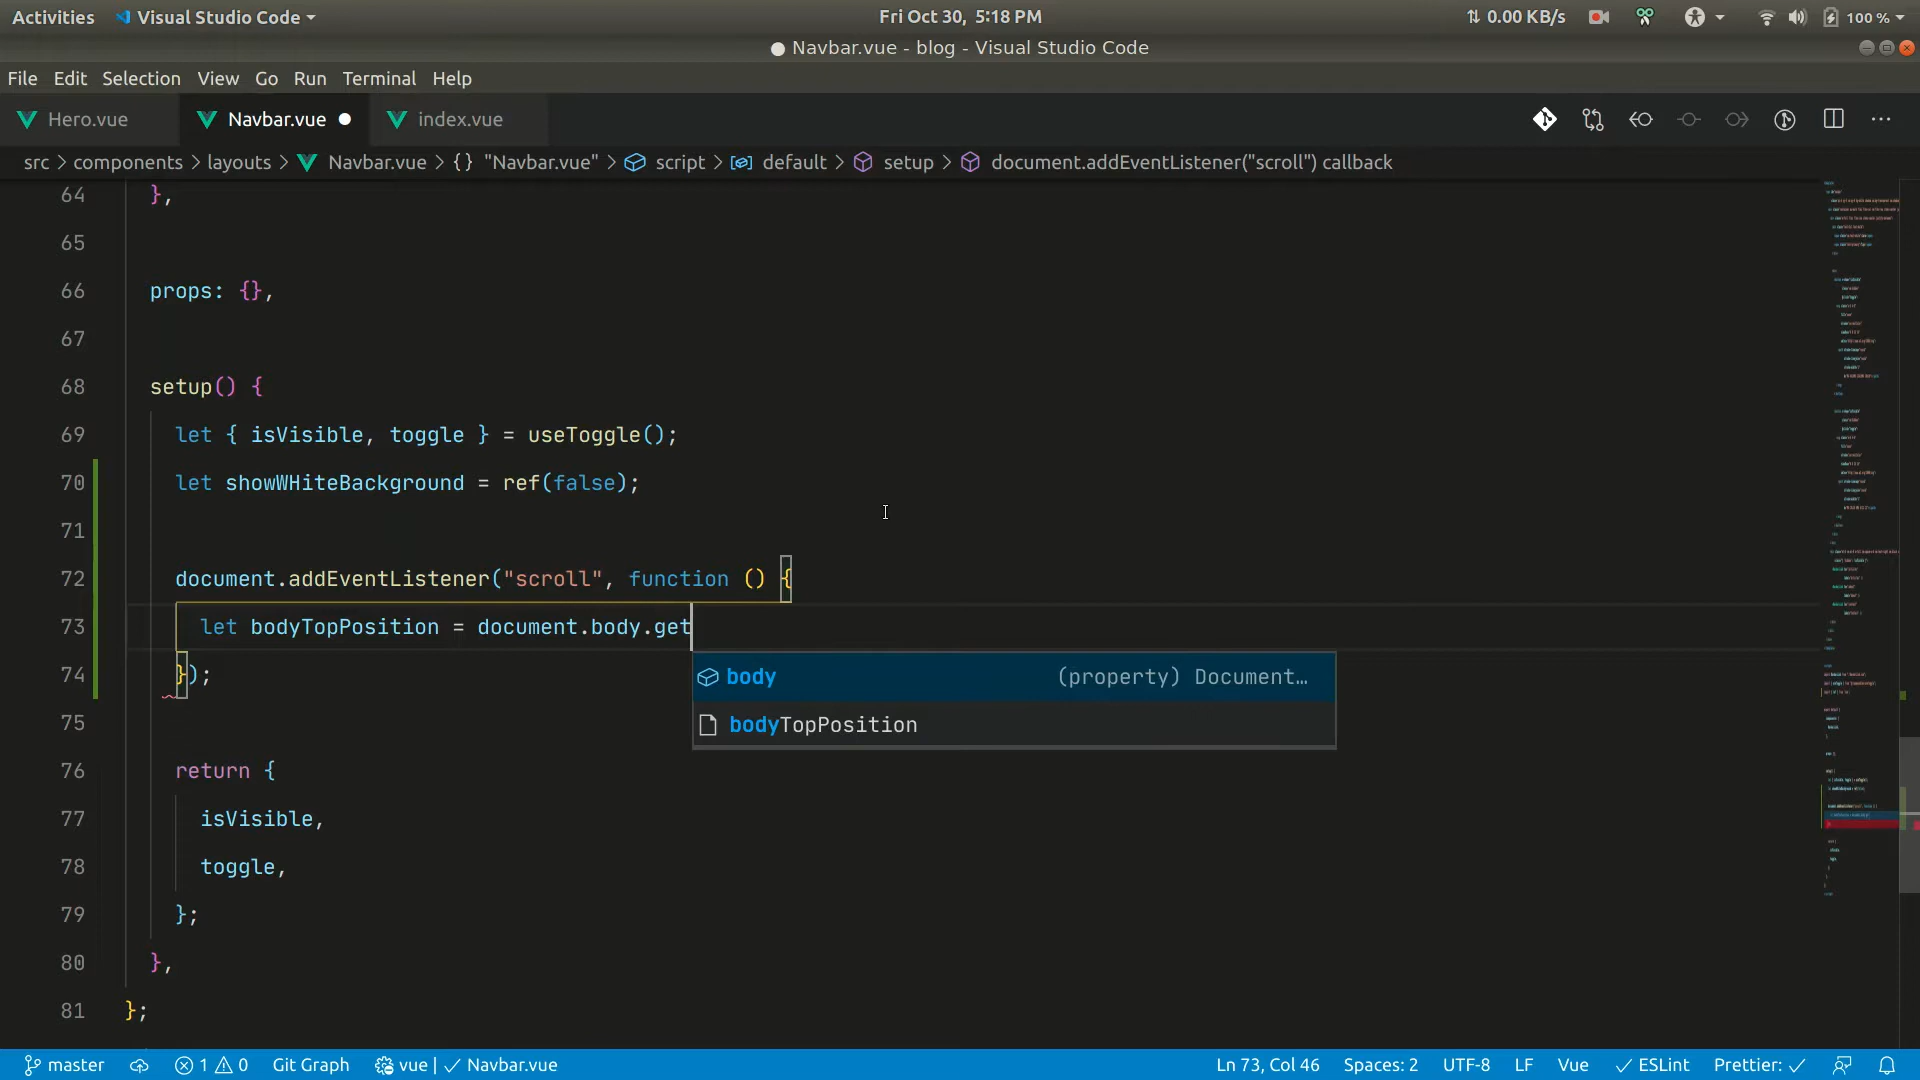 Activities Visual Studio Code Fri Oct 30, 5:18 PM 0.00 KB/s 100 %
● Navbar.vue - blog - Visual Studio Code
File Edit Selection View Go Run Terminal Help
Hero.vue Navbar.vue ● index.vue
src > components > layouts > Navbar.vue > {} "Navbar.vue" > script > default > setup > document.addEventListener("scroll") callback
64 },
65
66 props: {},
67
68 setup() {
69 let { isVisible, toggle } = useToggle();
70 let showWHiteBackground = ref(false);
71
72 document.addEventListener("scroll", function () {
73 let bodyTopPosition = document.body.get
body (property) Document…
74 });
bodyTopPosition
75
76 return {
77 isVisible,
78 toggle,
79 };
80 },
81 };
master 1 0 Git Graph vue | ✓ Navbar.vue Ln 73, Col 46 Spaces: 2 UTF-8 LF Vue ✓ ESLint Prettier: ✓